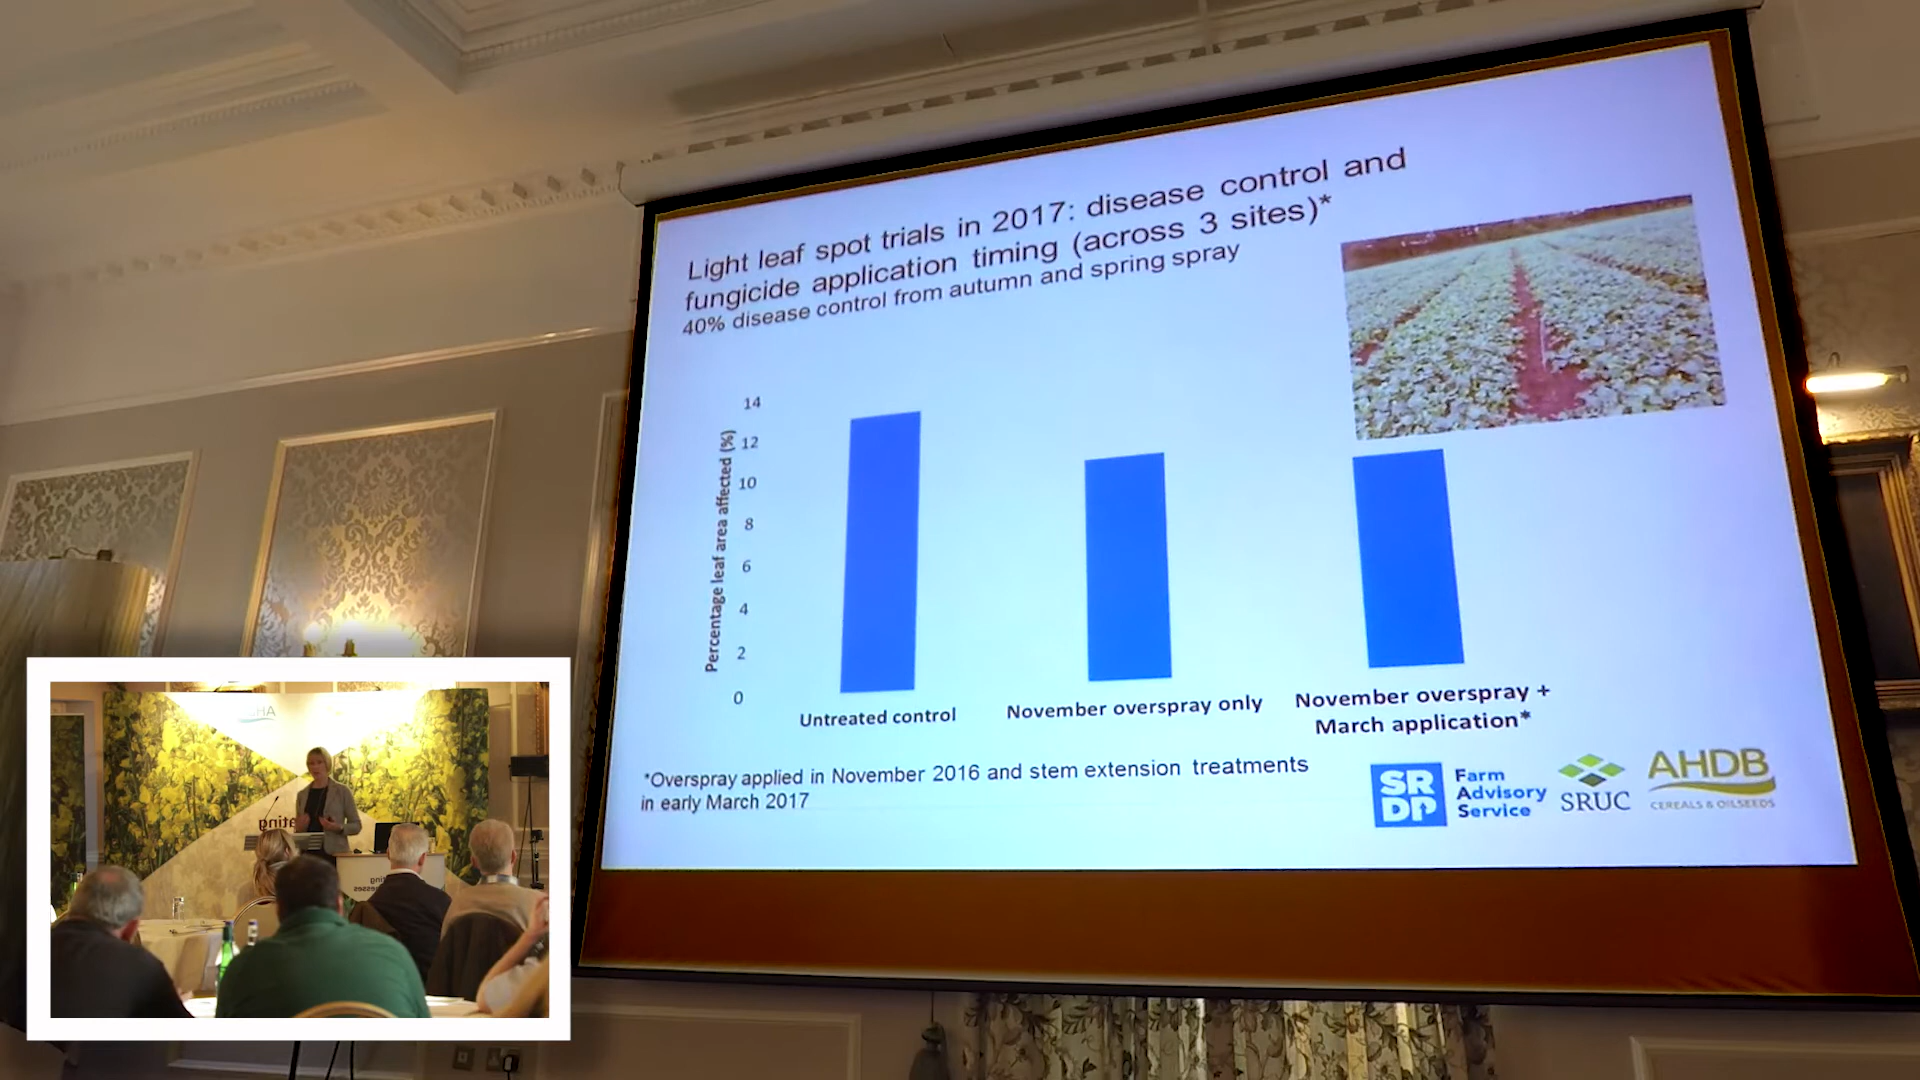 Light leaf spot trials in 2017: disease control and
fungicide application timing (across 3 sites)*
40% disease control from autumn and spring spray
Percentage leaf area affected (%)
14
12
10
8
6
4
2
0
Untreated control
November overspray only
November overspray +
March application*
*Overspray applied in November 2016 and stem extension treatments
in early March 2017
SR
DP
Farm
Advisory
Service
SRUC
AHDB
CEREALS & OILSEEDS